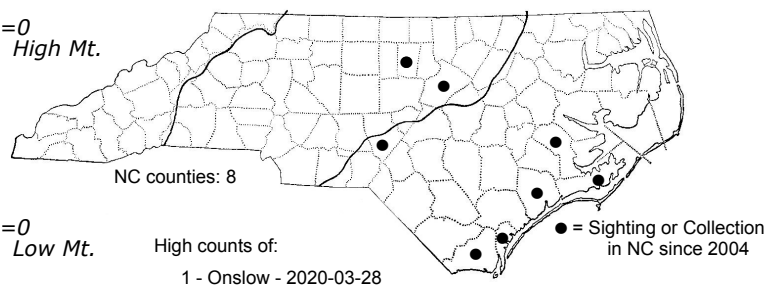 =0
High Mt.
NC counties: 8
=0
Low Mt.
High counts of:
1 - Onslow - 2020-03-28
● = Sighting or Collection
in NC since 2004